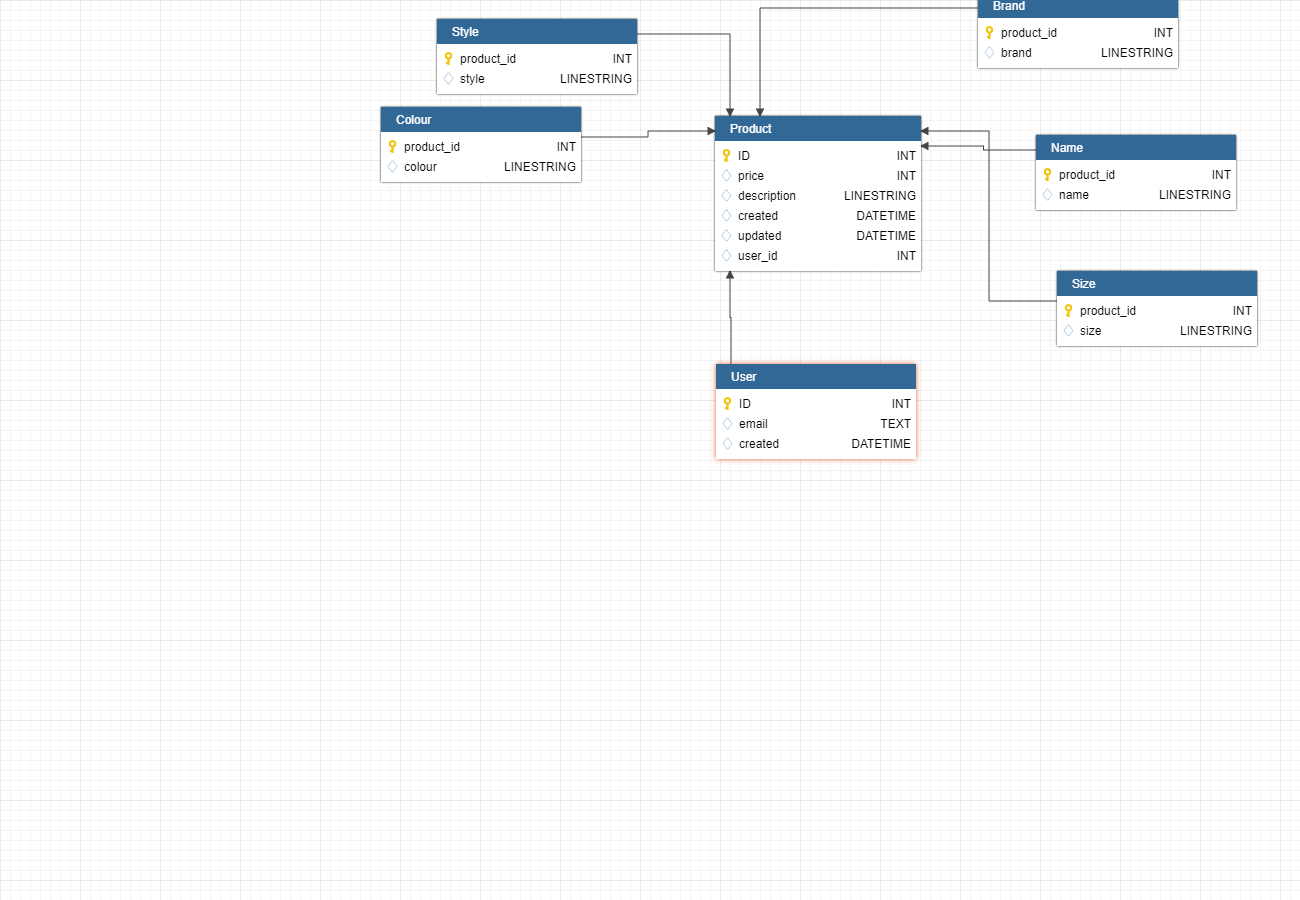 Brand
product_id INT
brand LINESTRING
Style
product_id INT
style LINESTRING
Colour
product_id INT
colour LINESTRING
Product
ID INT
price INT
description LINESTRING
created DATETIME
updated DATETIME
user_id INT
Name
product_id INT
name LINESTRING
Size
product_id INT
size LINESTRING
User
ID INT
email TEXT
created DATETIME